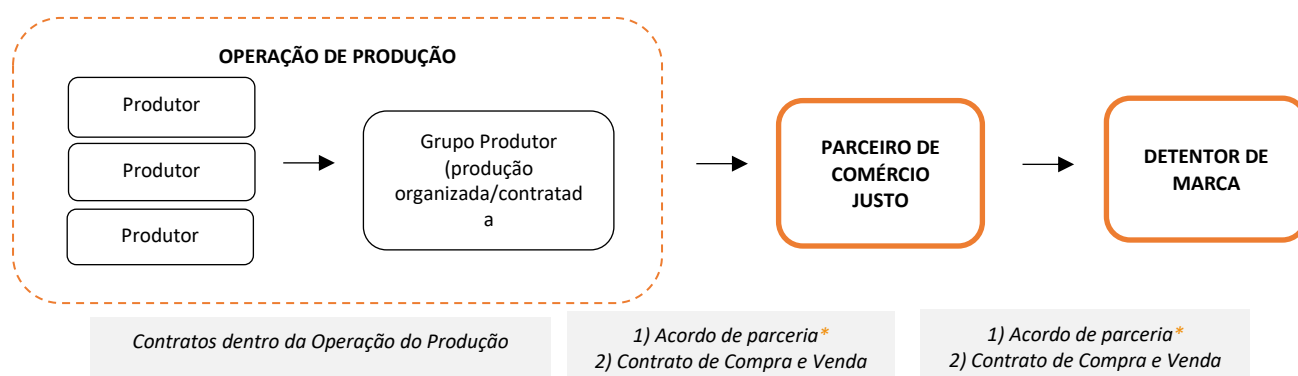 OPERAÇÃO DE PRODUÇÃO
Produtor
Produtor
Produtor
Grupo Produtor
(produção
organizada/contratad
a
PARCEIRO DE
COMÉRCIO
JUSTO
DETENTOR DE
MARCA
Contratos dentro da Operação do Produção
1) Acordo de parceria*
2) Contrato de Compra e Venda
1) Acordo de parceria*
2) Contrato de Compra e Venda